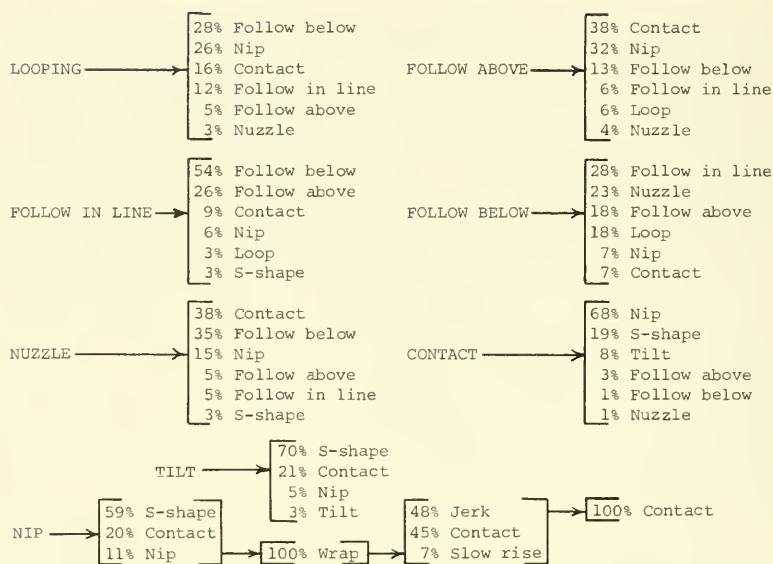 LOOPING
28% Follow below
26% Nip
16% Contact
12% Follow in line
5% Follow above
3% Nuzzle
FOLLOW ABOVE
38% Contact
32% Nip
13% Follow below
6% Follow in line
6% Loop
4% Nuzzle
FOLLOW IN LINE
54% Follow below
26% Follow above
9% Contact
6% Nip
3% Loop
3% S-shape
FOLLOW BELOW
28% Follow in line
23% Nuzzle
18% Follow above
18% Loop
7% Nip
7% Contact
NUZZLE
38% Contact
35% Follow below
15% Nip
5% Follow above
5% Follow in line
3% S-shape
CONTACT
68% Nip
19% S-shape
8% Tilt
3% Follow above
1% Follow below
1% Nuzzle
TILT
70% S-shape
21% Contact
5% Nip
3% Tilt
NIP
59% S-shape
20% Contact
11% Nip
100% Wrap
48% Jerk
45% Contact
7% Slow rise
100% Contact